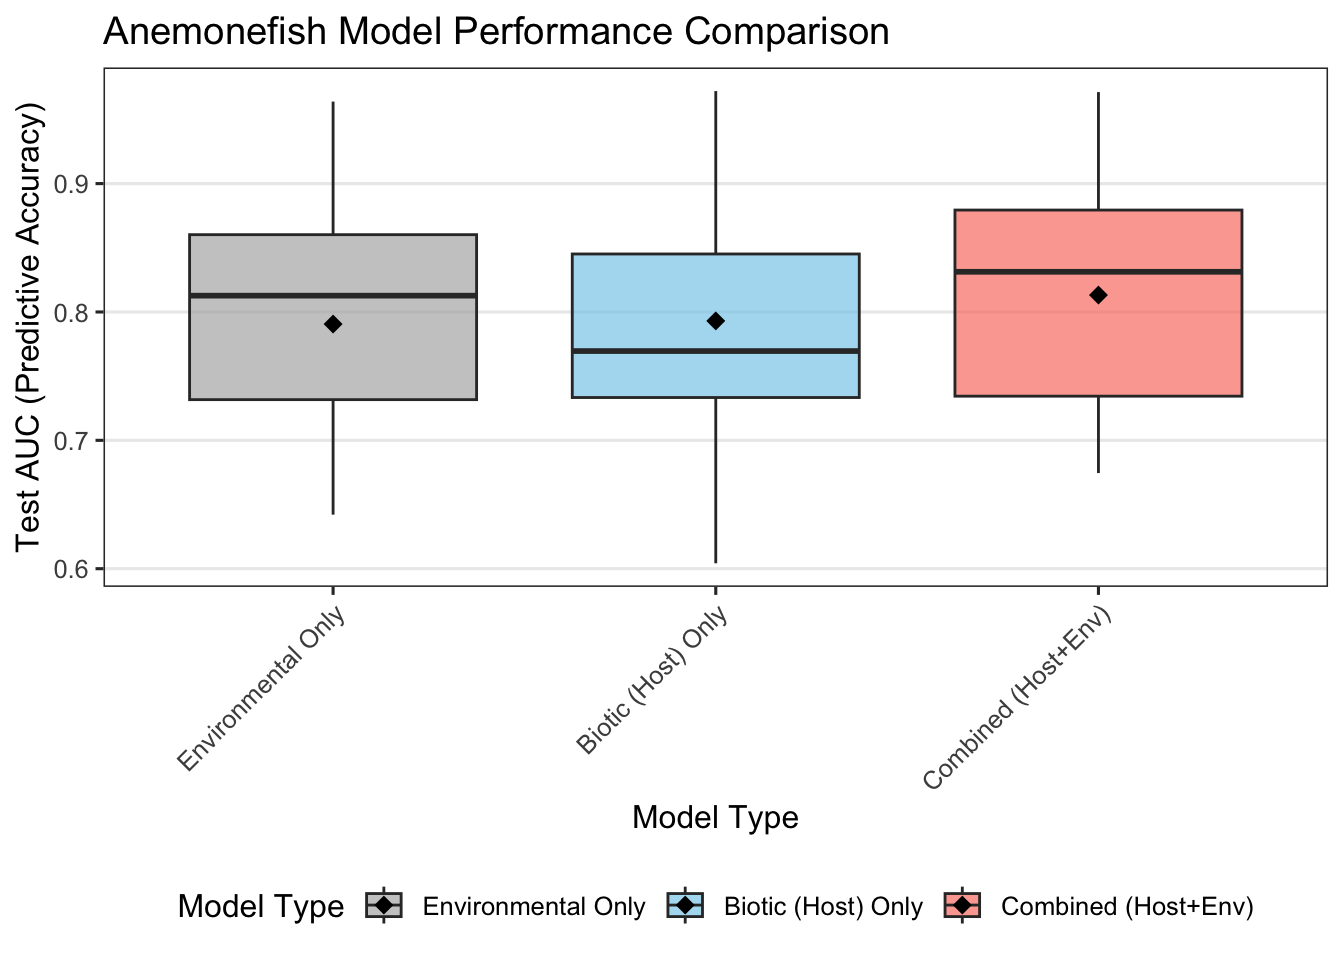 Anemonefish Model Performance Comparison
Test AUC (Predictive Accuracy)
0.9
0.8
0.7
0.6
Environmental Only
Biotic (Host) Only
Combined (Host+Env)
Model Type
Model Type Environmental Only Biotic (Host) Only Combined (Host+Env)